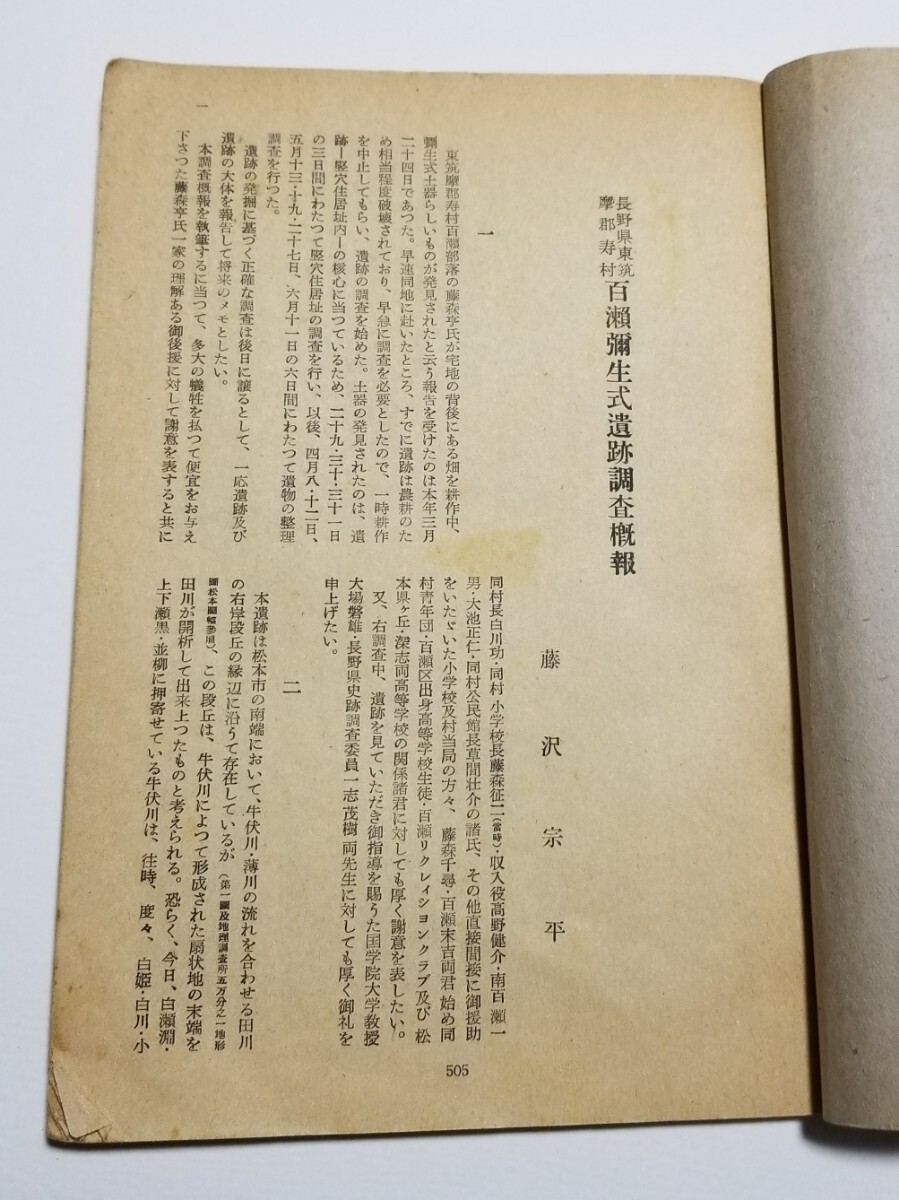 長野県東筑
摩郡寿村
百瀬彌生式遺跡調査概報
藤沢宗平
一
東筑摩郡寿村百瀬部落の藤森亨氏が宅地の背後にある畑を耕作中、
彌生式土器らしいものが発見されたと云う報告を受けたのは本年三月
二十四日であつた。早速同地に赴いたところ、すでに遺跡は農耕のた
め相当程度破壊されており、早急に調査を必要としたので、一時耕作
を中止してもらい、遺跡の調査を始めた。土器の発見されたのは、遺
跡ー竪穴住居址内ーの核心に当つているため、二十九・三十・三十一日
の三日間にわたつて竪穴住居址の調査を行い、以後、四月八・十二日、
五月十三・十九・二十七日、六月十一日の六日間にわたつて遺物の整理
調査を行つた。
遺跡の発掘に基づく正確な調査は後日に譲るとして、一応遺跡及び
遺跡の大体を報告して将来のメモとしたい。
本調査概報を執筆するに当つて、多大の犠牲を払つて便宜をお与え
下さつた藤森亨氏一家の理解ある御後援に対して謝意を表すると共に
同村長白川功・同村小学校長藤森征二(當時)・収入役高野健介・南百瀬一
男・大池正仁・同村公民館長草間壮介の諸氏、その他直接間接に御援助
をいたゞいた小学校及村当局の方々、藤森千尋・百瀬末吉両君始め同
村青年団・百瀬区出身高等学校生徒・百瀬リクレィシヨンクラブ及び松
本県ヶ丘・深志両高等学校の関係諸君に対しても厚く謝意を表したい。
又、右調査中、遺跡を見ていただき御指導を賜うた国学院大学教授
大場磐雄・長野県史跡調査委員一志茂樹両先生に対しても厚く御礼を
申上げたい。
二
本遺跡は松本市の南端において、牛伏川・薄川の流れを合わせる田川
の右岸段丘の縁辺に沿うて存在しているが(第一圖及地理調査所五万分之一地形
圖松本圖幅參照)、この段丘は、牛伏川によつて形成された扇状地の末端を
田川が開析して出来上つたものと考えられる。恐らく、今日、白瀬淵・
上下瀬黒・並柳に押寄せている牛伏川は、往時、度々、白姫・白川・小
一
505